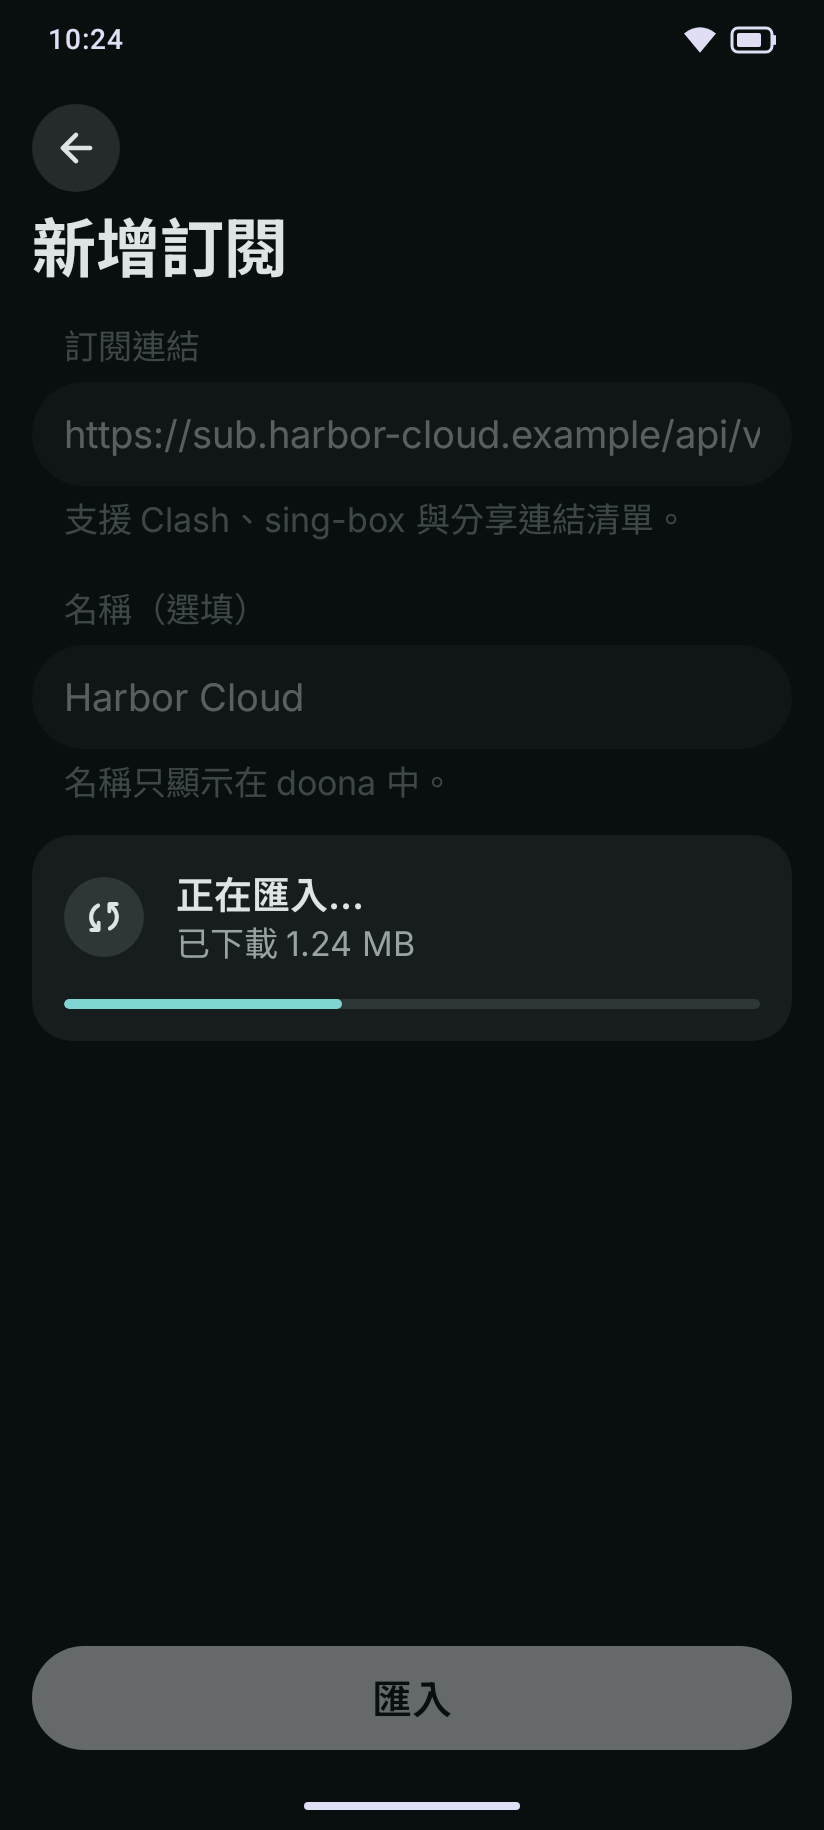 10:24
新增訂閱
訂閱連結
https://sub.harbor-cloud.example/api/v
支援 Clash、sing-box 與分享連結清單。
名稱（選填）
Harbor Cloud
名稱只顯示在 doona 中。
正在匯入...
已下載 1.24 MB
匯入